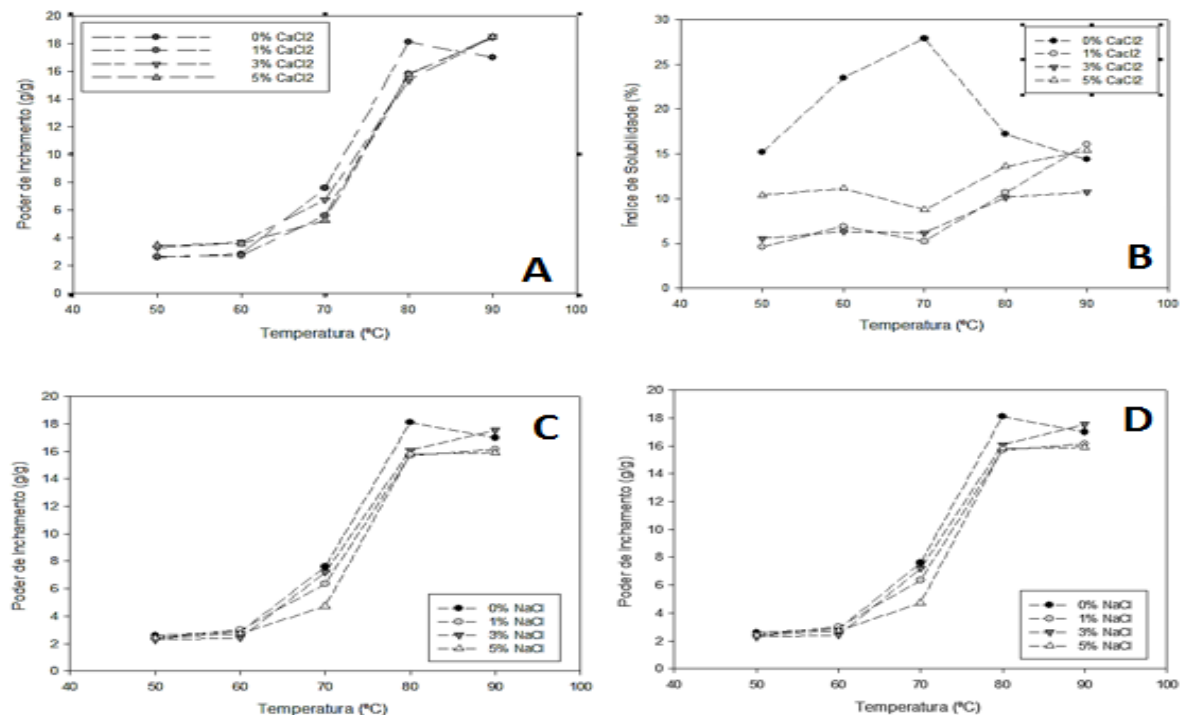 20
18
16
14
12
10
8
6
4
2
0
Poder de Inchamento (g/g)
0% CaCl2
1% CaCl2
3% CaCl2
5% CaCl2
A
40 50 60 70 80 90 100
Temperatura (ºC)
30
25
20
15
10
5
0
Índice de Solubilidade (%)
0% CaCl2
1% Cacl2
3% CaCl2
5% CaCl2
B
40 50 60 70 80 90 100
Temperatura (ºC)
20
18
16
14
12
10
8
6
4
2
0
Poder de Inchamento (g/g)
C
0% NaCl
1% NaCl
3% NaCl
5% NaCl
40 50 60 70 80 90 100
Temperatura (ºC)
20
18
16
14
12
10
8
6
4
2
0
Poder de Inchamento (g/g)
D
0% NaCl
1% NaCl
3% NaCl
5% NaCl
40 50 60 70 80 90 100
Temperatura (ºC)